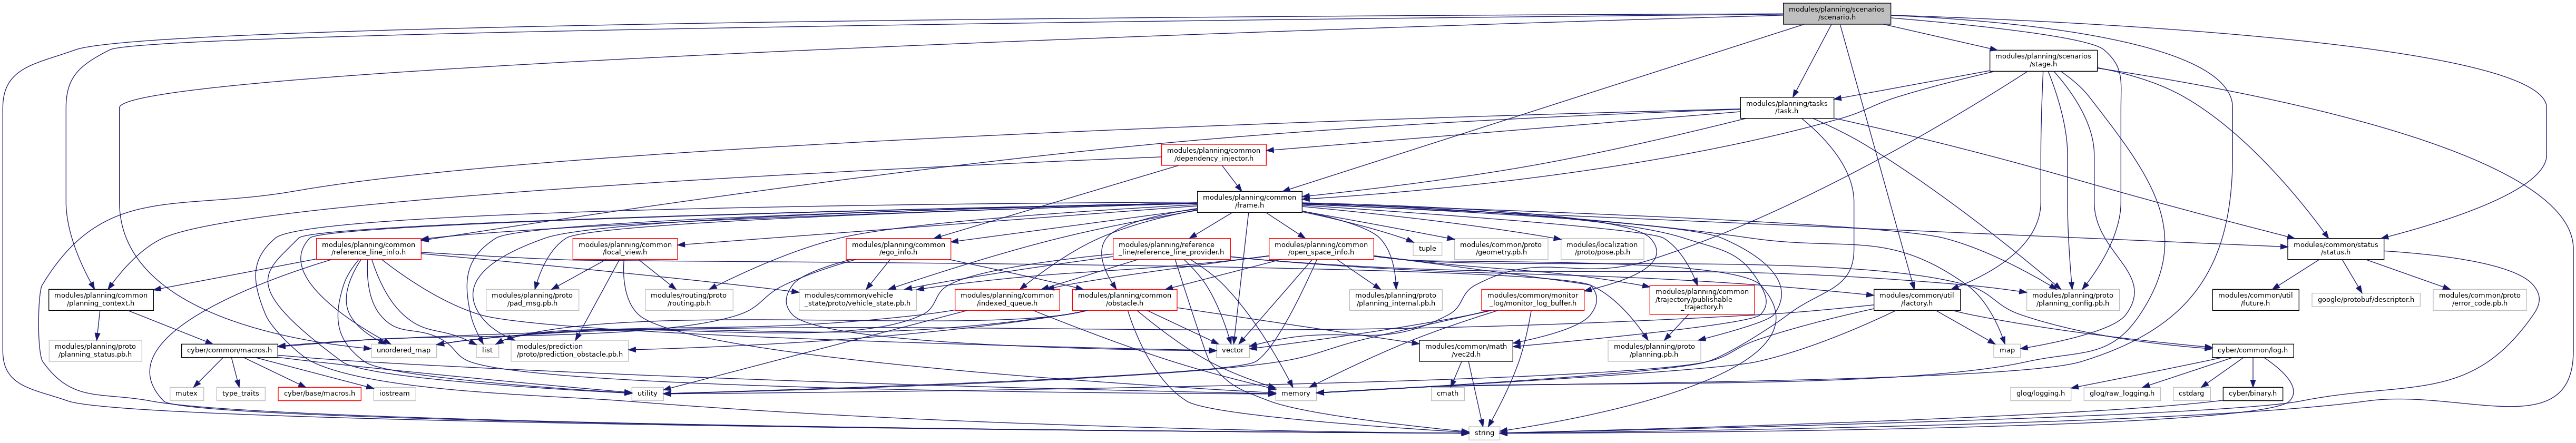 modules/planning/scenarios
/scenario.h
modules/planning/scenarios
/stage.h
modules/planning/tasks
/task.h
modules/planning/common
/dependency_injector.h
modules/planning/common
/frame.h
modules/planning/common
/reference_line_info.h
modules/planning/common
/local_view.h
modules/planning/common
/ego_info.h
modules/planning/reference
_line/reference_line_provider.h
modules/planning/common
/open_space_info.h
tuple
modules/common/proto
/geometry.pb.h
modules/localization
/proto/pose.pb.h
modules/common/status
/status.h
modules/planning/common
/planning_context.h
modules/planning/proto
/pad_msg.pb.h
modules/routing/proto
/routing.pb.h
modules/common/vehicle
_state/proto/vehicle_state.pb.h
modules/planning/common
/indexed_queue.h
modules/planning/common
/obstacle.h
modules/planning/proto
/planning_internal.pb.h
modules/common/monitor
_log/monitor_log_buffer.h
modules/planning/common
/trajectory/publishable
_trajectory.h
modules/common/util
/factory.h
modules/planning/proto
/planning_config.pb.h
modules/common/util
/future.h
google/protobuf/descriptor.h
modules/common/proto
/error_code.pb.h
modules/planning/proto
/planning_status.pb.h
cyber/common/macros.h
unordered_map
list
modules/prediction
/proto/prediction_obstacle.pb.h
vector
modules/common/math
/vec2d.h
modules/planning/proto
/planning.pb.h
map
cyber/common/log.h
mutex
type_traits
cyber/base/macros.h
iostream
utility
memory
cmath
glog/logging.h
glog/raw_logging.h
cstdarg
cyber/binary.h
string